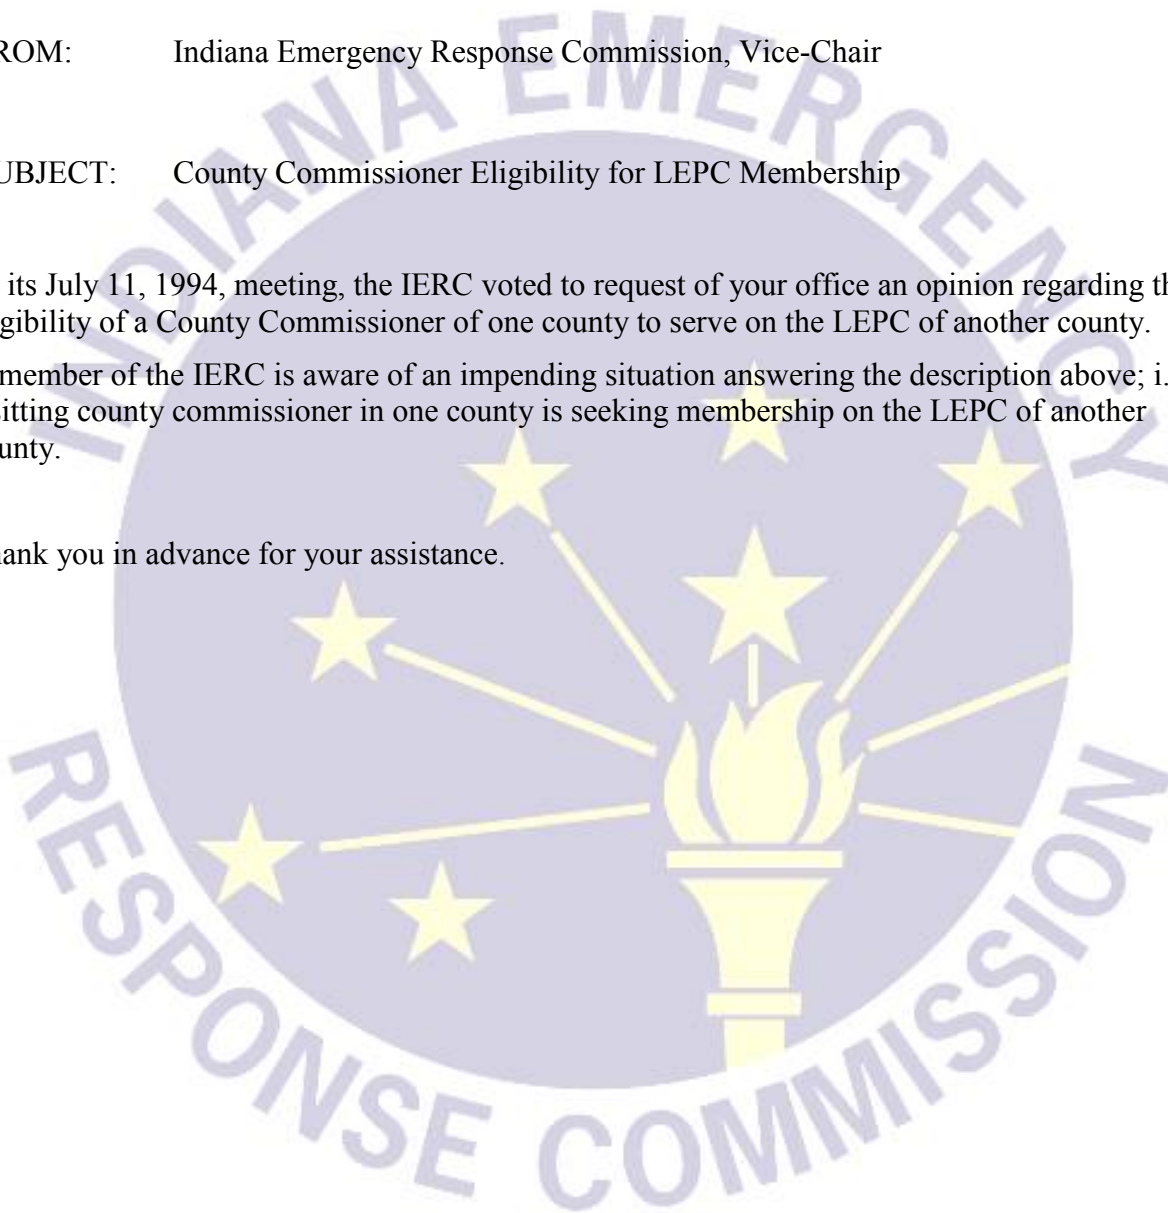 ROM: Indiana Emergency Response Commission, Vice-Chair
UBJECT: County Commissioner Eligibility for LEPC Membership
its July 11, 1994, meeting, the IERC voted to request of your office an opinion regarding th
gibility of a County Commissioner of one county to serve on the LEPC of another county.
member of the IERC is aware of an impending situation answering the description above; i.
itting county commissioner in one county is seeking membership on the LEPC of another
unty.
ank you in advance for your assistance.
INDIANA EMERGENCY
RESPONSE COMMISSION